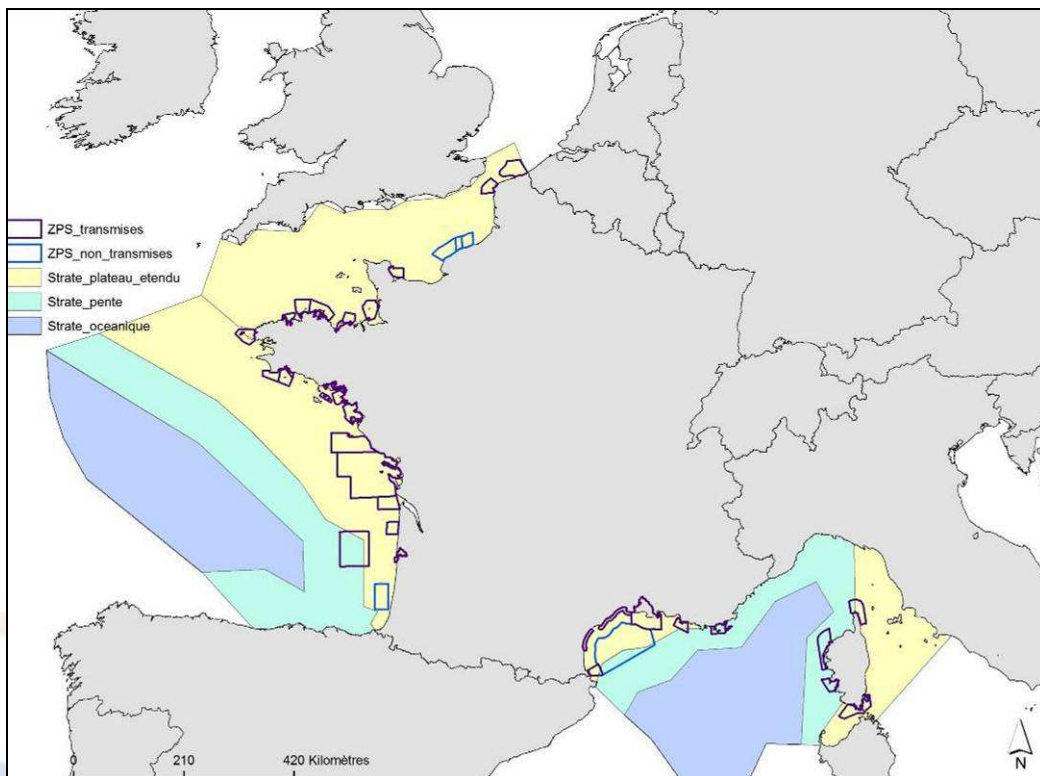 ZPS_transmises
ZPS_non_transmises
Strate_plateau_etendu
Strate_pente
Strate_oceanique
0 210 420 Kilomètres
N